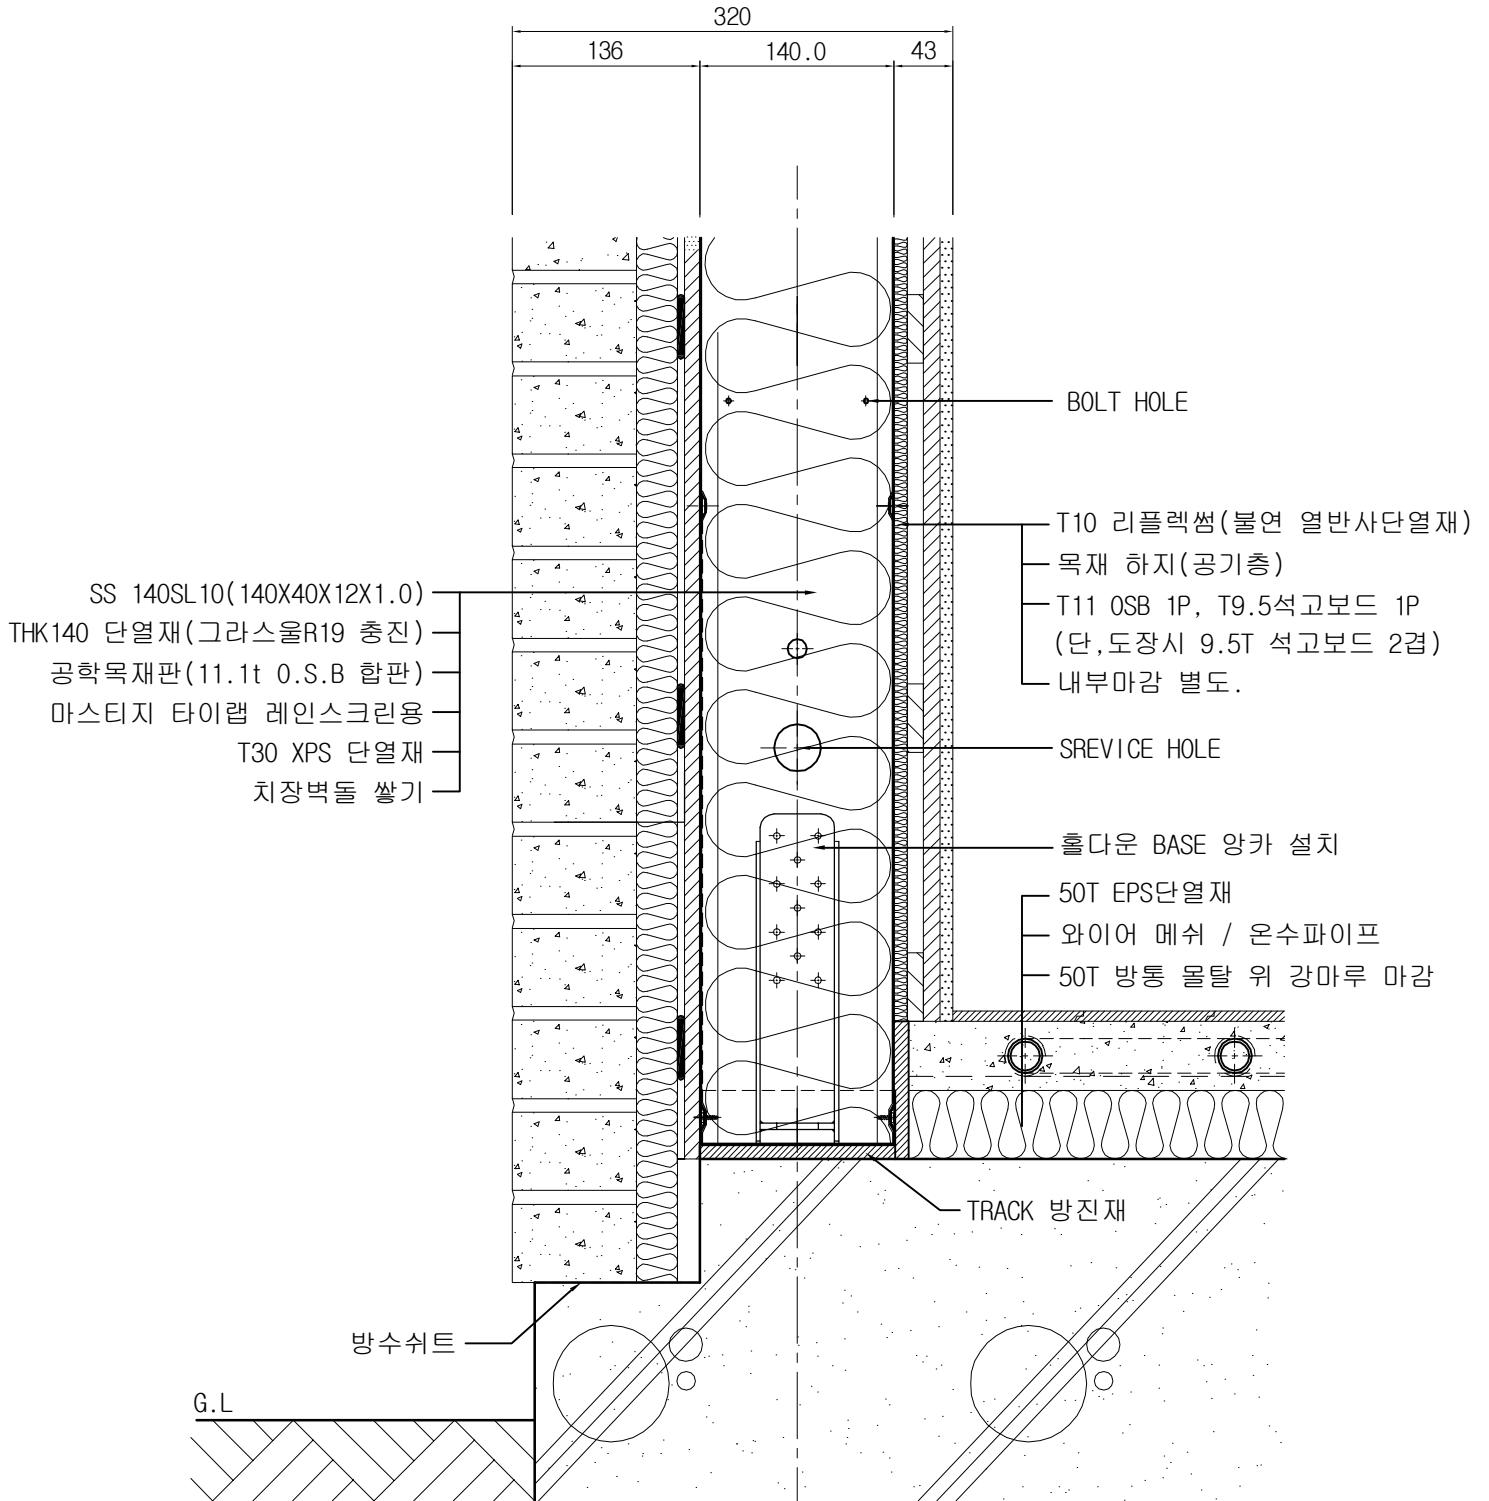 320
136
140.0
43
BOLT HOLE
T10 리플렉썸(불연 열반사단열재)
목재 하지(공기층)
T11 OSB 1P, T9.5석고보드 1P
(단,도장시 9.5T 석고보드 2겹)
내부마감 별도.
SS 140SL10(140X40X12X1.0)
THK140 단열재(그라스울R19 충진)
공학목재판(11.1t O.S.B 합판)
마스티지 타이랩 레인스크린용
T30 XPS 단열재
치장벽돌 쌓기
SREVICE HOLE
홀다운 BASE 앙카 설치
50T EPS단열재
와이어 메쉬 / 온수파이프
50T 방통 몰탈 위 강마루 마감
TRACK 방진재
방수쉬트
G.L